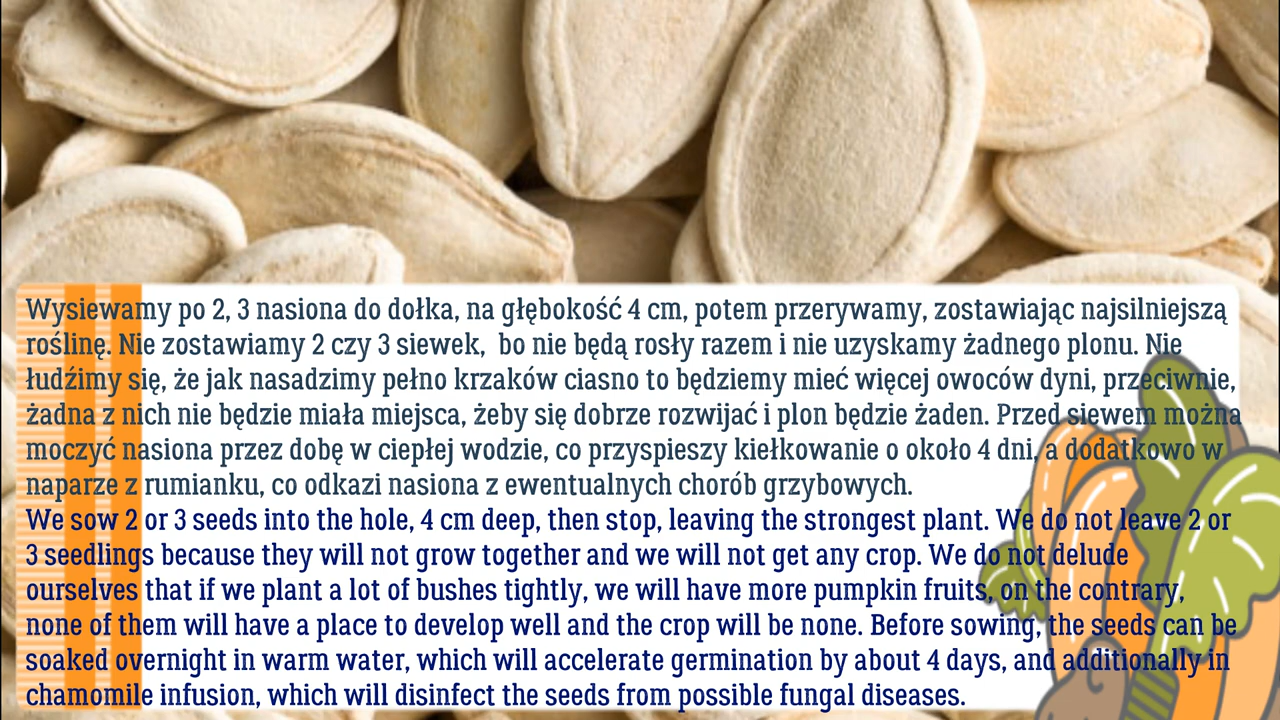 Wysiewamy po 2, 3 nasiona do dołka, na głębokość 4 cm, potem przerywamy, zostawiając najsilniejszą
roślinę. Nie zostawiamy 2 czy 3 siewek,  bo nie będą rosły razem i nie uzyskamy żadnego plonu. Nie
łudźimy się, że jak nasadzimy pełno krzaków ciasno to będziemy mieć więcej owoców dyni, przeciwnie,
żadna z nich nie będzie miała miejsca, żeby się dobrze rozwijać i plon będzie żaden. Przed siewem można
moczyć nasiona przez dobę w ciepłej wodzie, co przyspieszy kiełkowanie o około 4 dni, a dodatkowo w
naparze z rumianku, co odkazi nasiona z ewentualnych chorób grzybowych.
We sow 2 or 3 seeds into the hole, 4 cm deep, then stop, leaving the strongest plant. We do not leave 2 or
3 seedlings because they will not grow together and we will not get any crop. We do not delude
ourselves that if we plant a lot of bushes tightly, we will have more pumpkin fruits, on the contrary,
none of them will have a place to develop well and the crop will be none. Before sowing, the seeds can be
soaked overnight in warm water, which will accelerate germination by about 4 days, and additionally in
chamomile infusion, which will disinfect the seeds from possible fungal diseases.